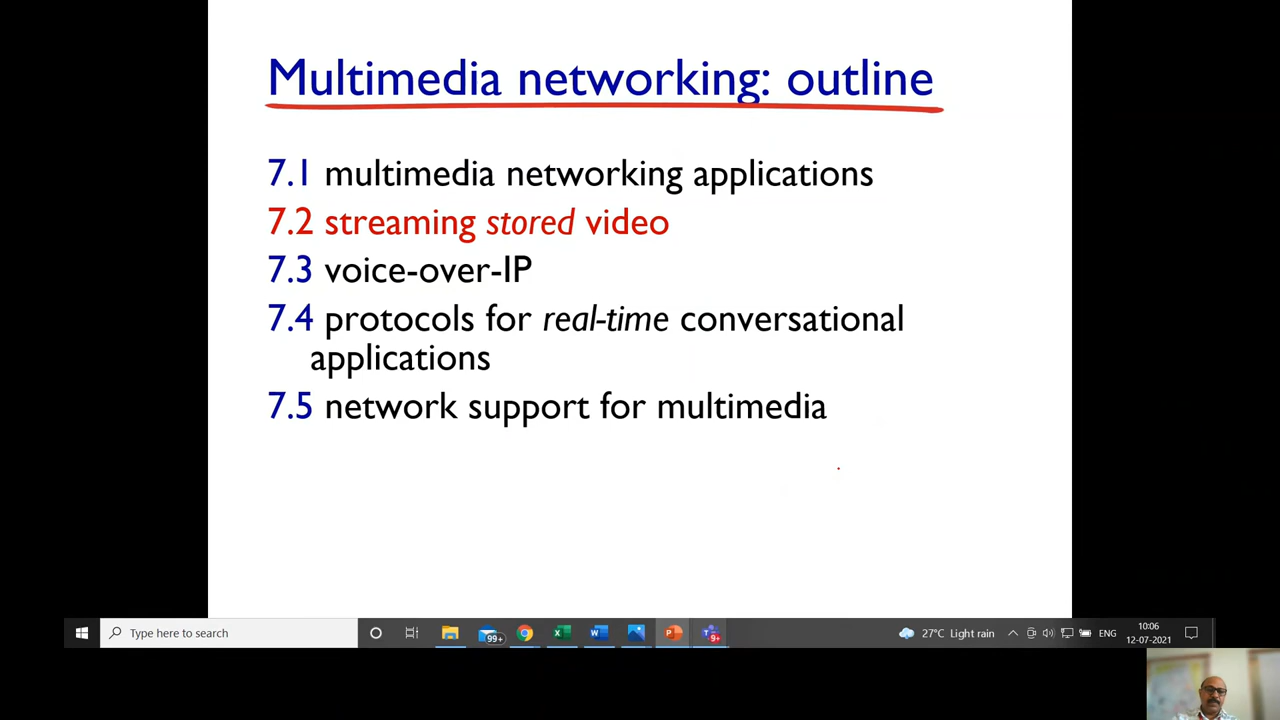 Multimedia networking: outline
7.1 multimedia networking applications
7.2 streaming stored video
7.3 voice-over-IP
7.4 protocols for real-time conversational
applications
7.5 network support for multimedia
Type here to search
99+
9+
27°C Light rain
ENG
10:06
12-07-2021